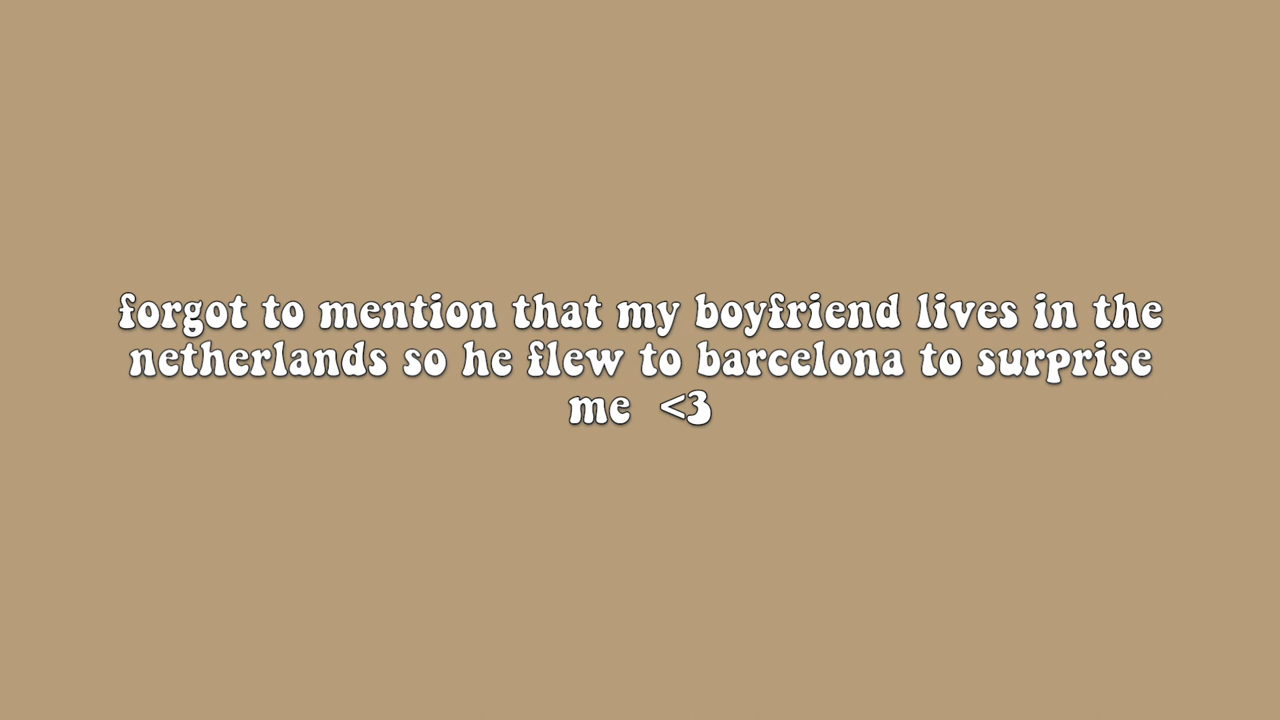 forgot to mention that my boyfriend lives in the
netherlands so he flew to barcelona to surprise
me <3